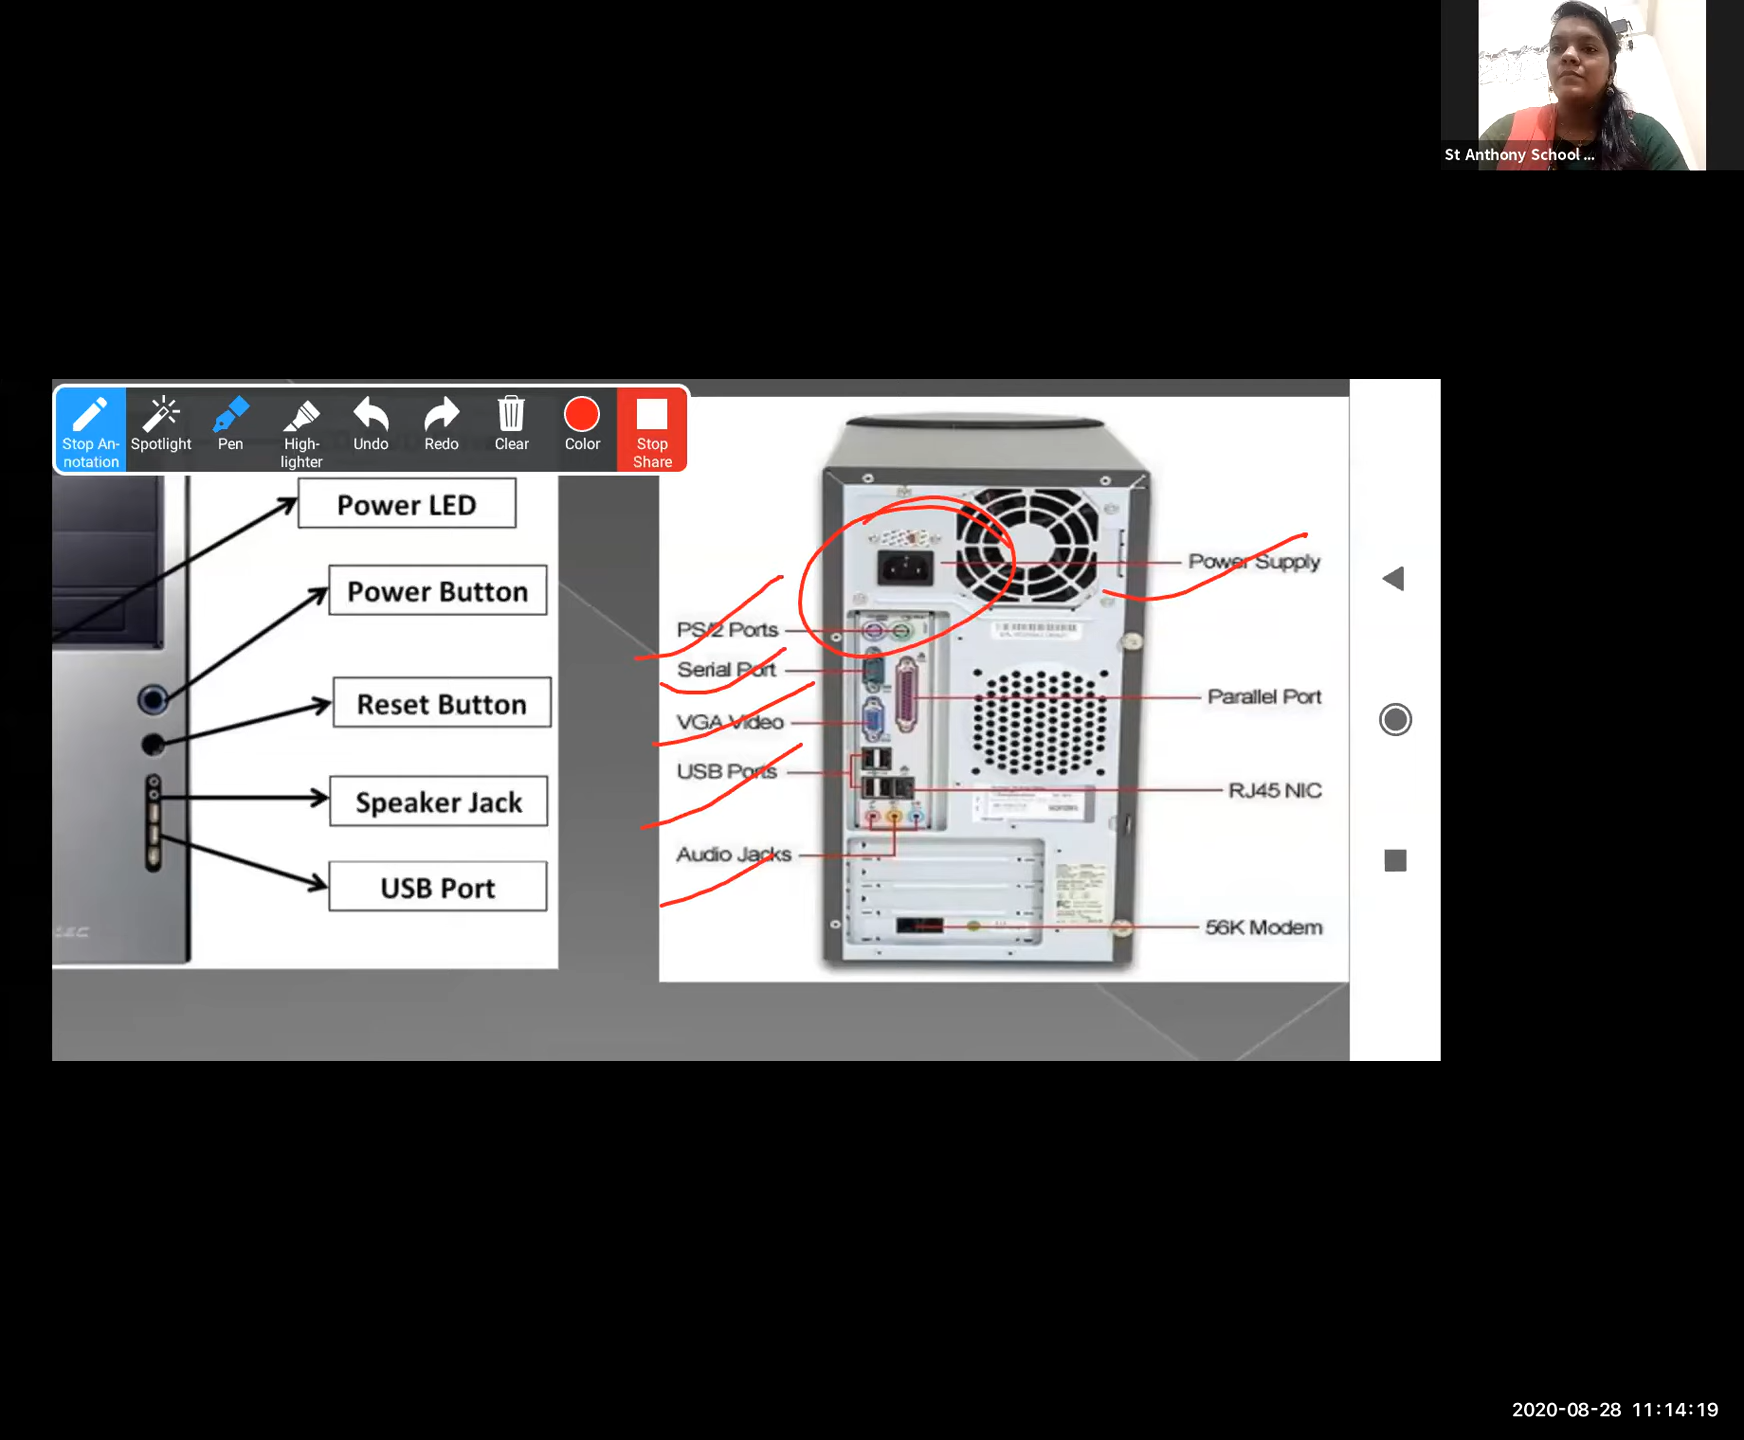 St Anthony School ...
Stop An-
notation
Spotlight
Pen
High-
lighter
Undo
Redo
Clear
Color
Stop
Share
Power LED
Power Button
Reset Button
Speaker Jack
USB Port
PS/2 Ports
Serial Port
VGA Video
USB Ports
Audio Jacks
Power Supply
Parallel Port
RJ45 NIC
56K Modem
2020-08-28 11:14:19